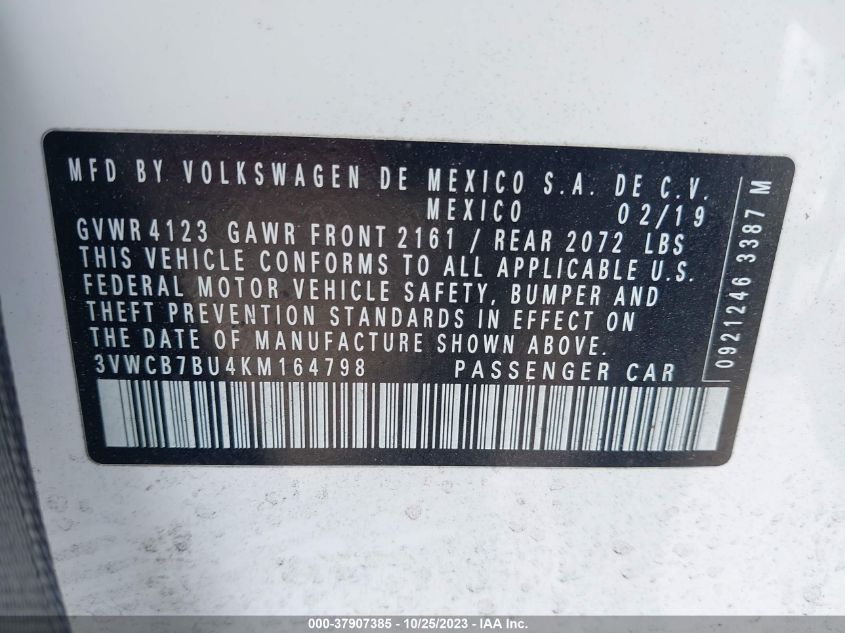 MFD BY VOLKSWAGEN DE MEXICO S.A. DE C.V.
MEXICO 02/19
GVWR 4123 GAWR FRONT 2161 / REAR 2072 LBS
THIS VEHICLE CONFORMS TO ALL APPLICABLE U.S.
FEDERAL MOTOR VEHICLE SAFETY, BUMPER AND
THEFT PREVENTION STANDARDS IN EFFECT ON
THE DATE OF MANUFACTURE SHOWN ABOVE.
3VWCB7BU4KM164798 PASSENGER CAR
0921246 3387 M
000-37907385 - 10/25/2023 - IAA Inc.